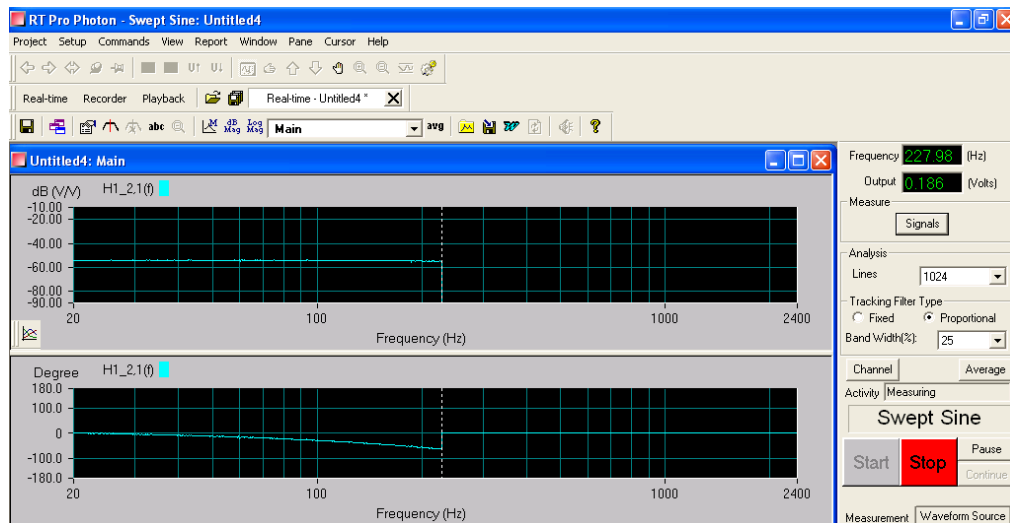 RT Pro Photon - Swept Sine: Untitled4
Project Setup Commands View Report Window Pane Cursor Help
Real-time Recorder Playback Real-time - Untitled4 *
abc M dB Mag Log Mag Main avg
Untitled4: Main
dB (V/V) H1_2,1(f)
-10.00
-20.00
-40.00
-60.00
-80.00
-90.00
20 100 1000 2400
Frequency (Hz)
Degree H1_2,1(f)
180.0
100.0
0
-100.0
-180.0
20 100 1000 2400
Frequency (Hz)
Frequency 227.98 (Hz)
Output 0.186 (Volts)
Measure
Signals
Analysis
Lines 1024
Tracking Filter Type
Fixed Proportional
Band Width(%): 25
Channel Average
Activity Measuring
Swept Sine
Start Stop Pause
Continue
Measurement Waveform Source